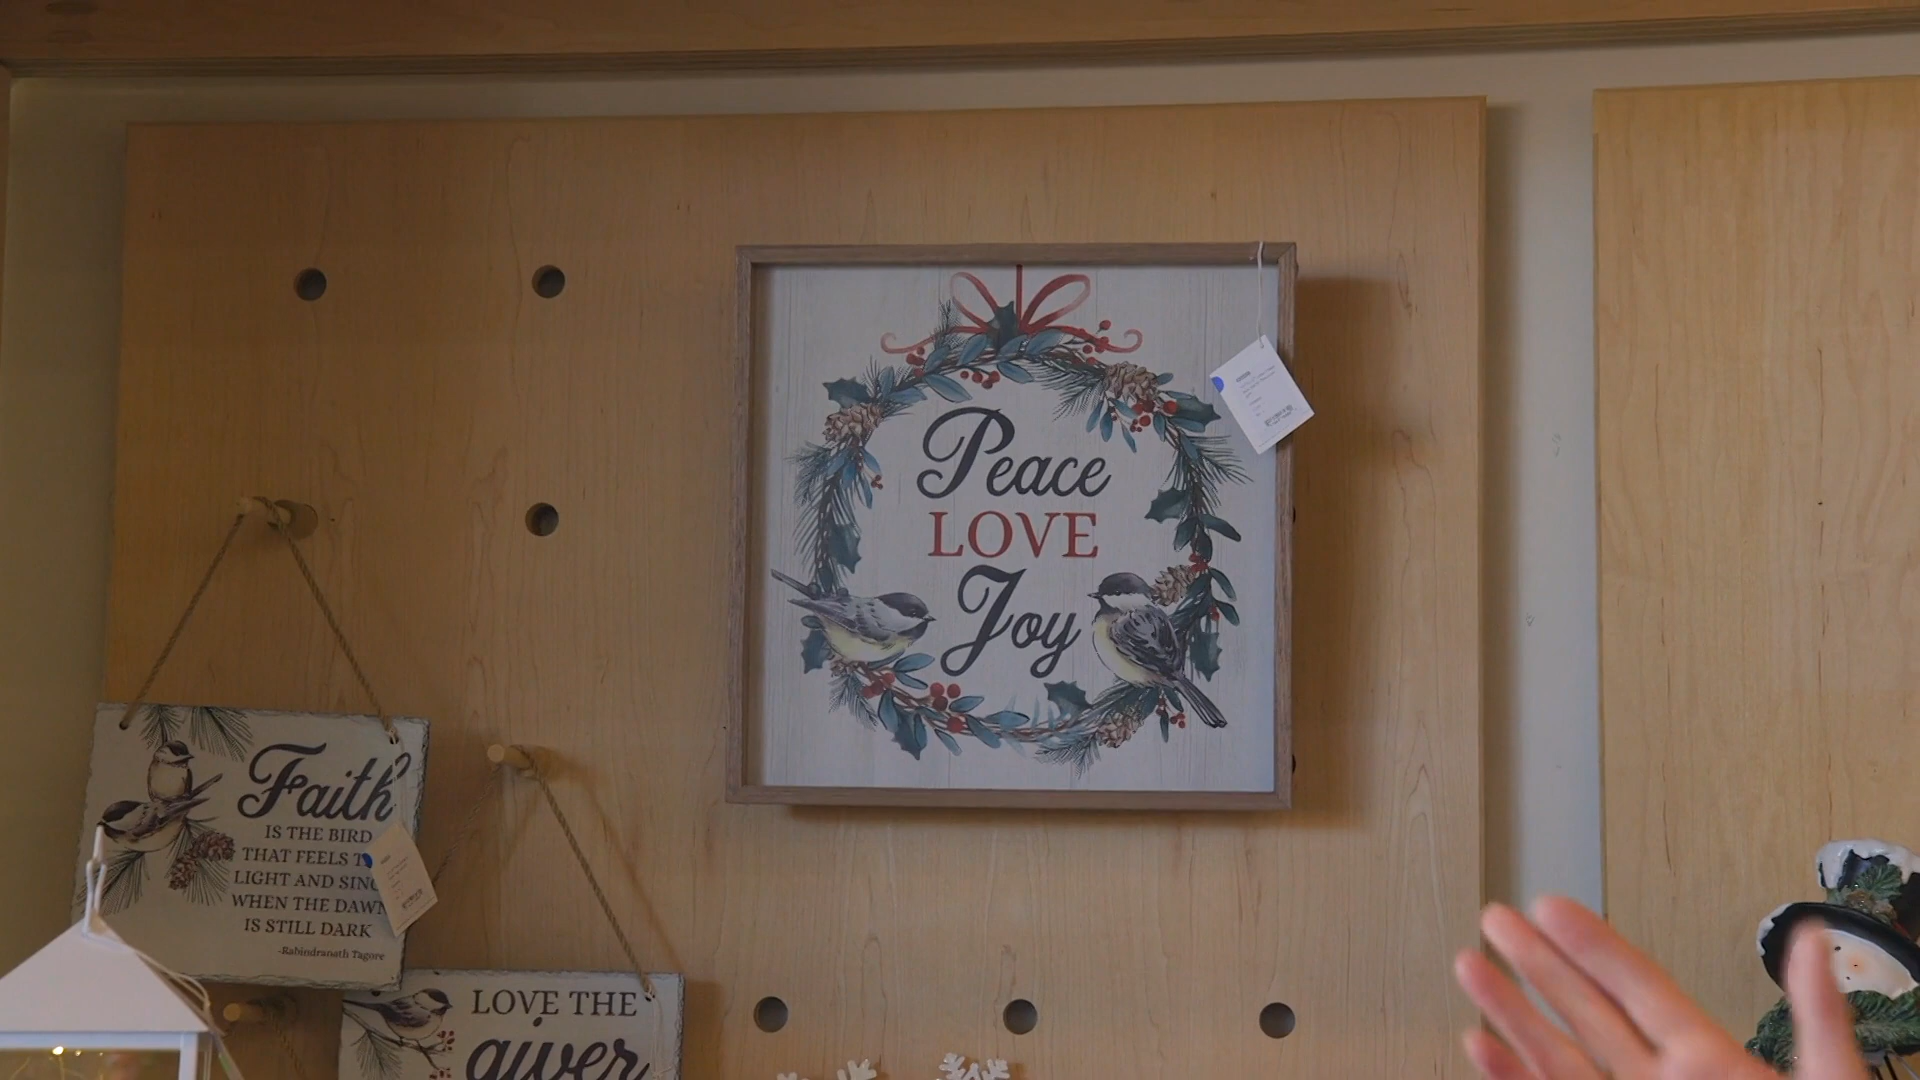 Peace
LOVE
Joy
Faith
IS THE BIRD
THAT FEELS
LIGHT AND
WHEN THE DAWN
IS STILL DARK
-Rabindranath Tagore
LOVE THE
giver